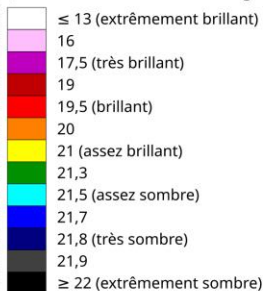 ≤ 13 (extrêmement brillant)
16
17,5 (très brillant)
19
19,5 (brillant)
20
21 (assez brillant)
21,3
21,5 (assez sombre)
21,7
21,8 (très sombre)
21,9
≥ 22 (extrêmement sombre)